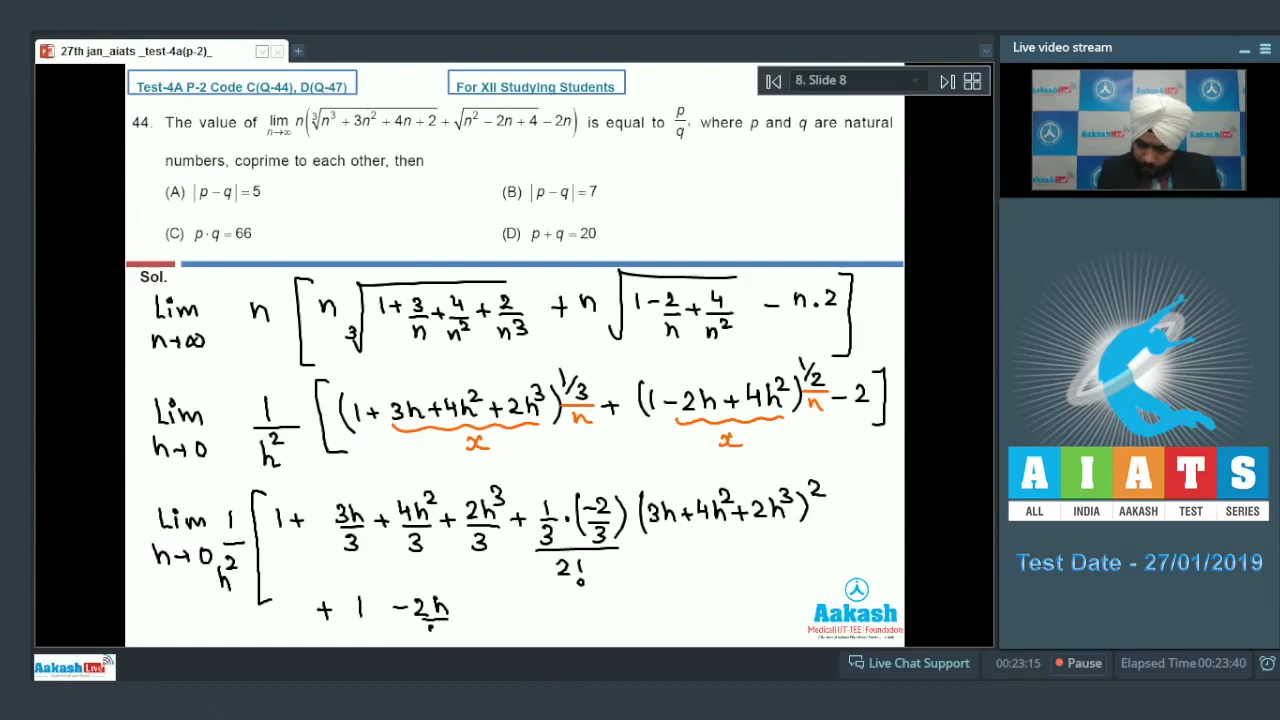 27th jan_aiats _test-4a(p-2)_
Live video stream
Test-4A P-2 Code C(Q-44), D(Q-47)
For XII Studying Students
8. Slide 8
44. The value of lim n→∞ n(∛(n³ + 3n² + 4n + 2) + √(n² − 2n + 4) − 2n) is equal to p/q, where p and q are natural
numbers, coprime to each other, then
(A) |p − q| = 5
(B) |p − q| = 7
(C) p·q = 66
(D) p + q = 20
Sol.
Lim n→∞ n [ n ∛(1 + 3/n + 4/n² + 2/n³) + n √(1 − 2/n + 4/n²) − n·2 ]
Lim h→0 1/h² [ (1 + 3h + 4h² + 2h³)^1/3 + (1 − 2h + 4h²)^1/2 − 2 ]
x n x n
Lim h→0 1/h² [ 1 + 3h/3 + 4h²/3 + 2h³/3 + 1/3 · (−2/3) / 2! (3h + 4h² + 2h³)²
+ 1 − 2h
AIATS
ALL INDIA AAKASH TEST SERIES
Test Date - 27/01/2019
Aakash
Medical|IIT-JEE|Foundations
Aakash Live
Live Chat Support
00:23:15
Pause
Elapsed Time 00:23:40